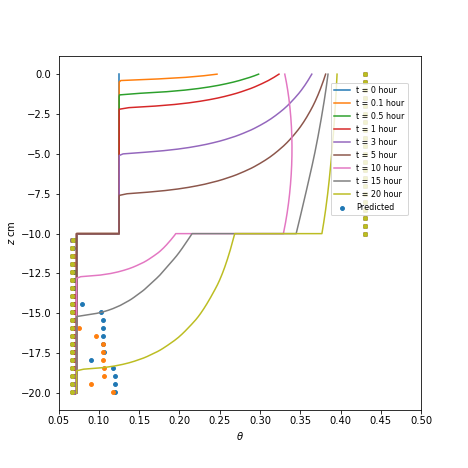 0.0
−2.5
−5.0
−7.5
−10.0
−12.5
−15.0
−17.5
−20.0
z cm
t = 0 hour
t = 0.1 hour
t = 0.5 hour
t = 1 hour
t = 3 hour
t = 5 hour
t = 10 hour
t = 15 hour
t = 20 hour
Predicted
0.05 0.10 0.15 0.20 0.25 0.30 0.35 0.40 0.45 0.50
θ